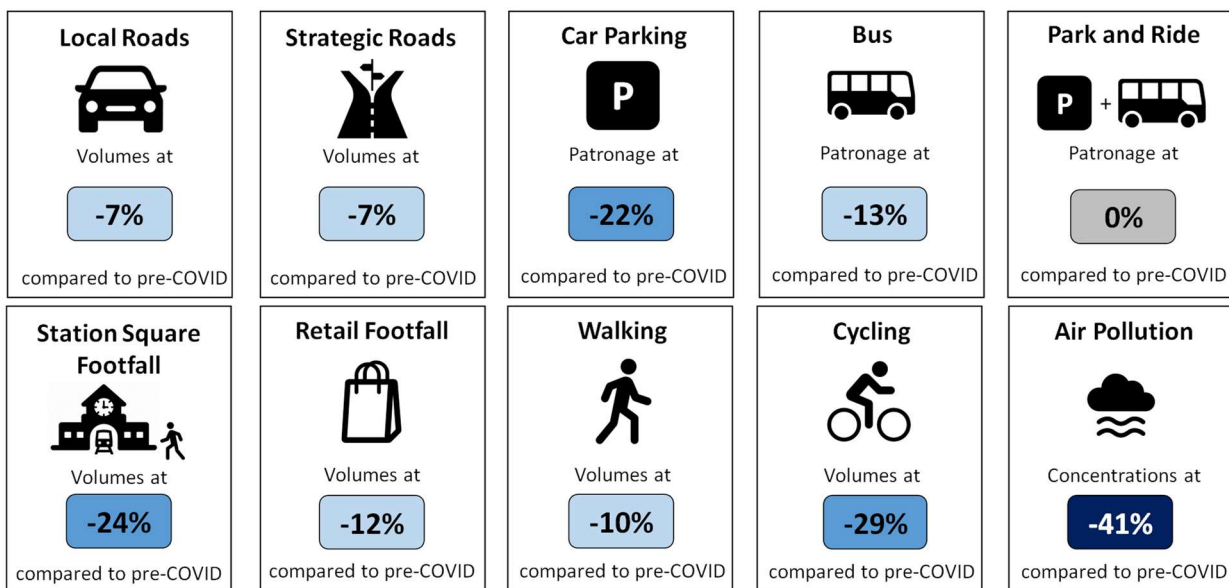 Local Roads
Volumes at
-7%
compared to pre-COVID
Strategic Roads
Volumes at
-7%
compared to pre-COVID
Car Parking
P
Patronage at
-22%
compared to pre-COVID
Bus
Patronage at
-13%
compared to pre-COVID
Park and Ride
P +
Patronage at
0%
compared to pre-COVID
Station Square
Footfall
Volumes at
-24%
compared to pre-COVID
Retail Footfall
Volumes at
-12%
compared to pre-COVID
Walking
Volumes at
-10%
compared to pre-COVID
Cycling
Volumes at
-29%
compared to pre-COVID
Air Pollution
Concentrations at
-41%
compared to pre-COVID